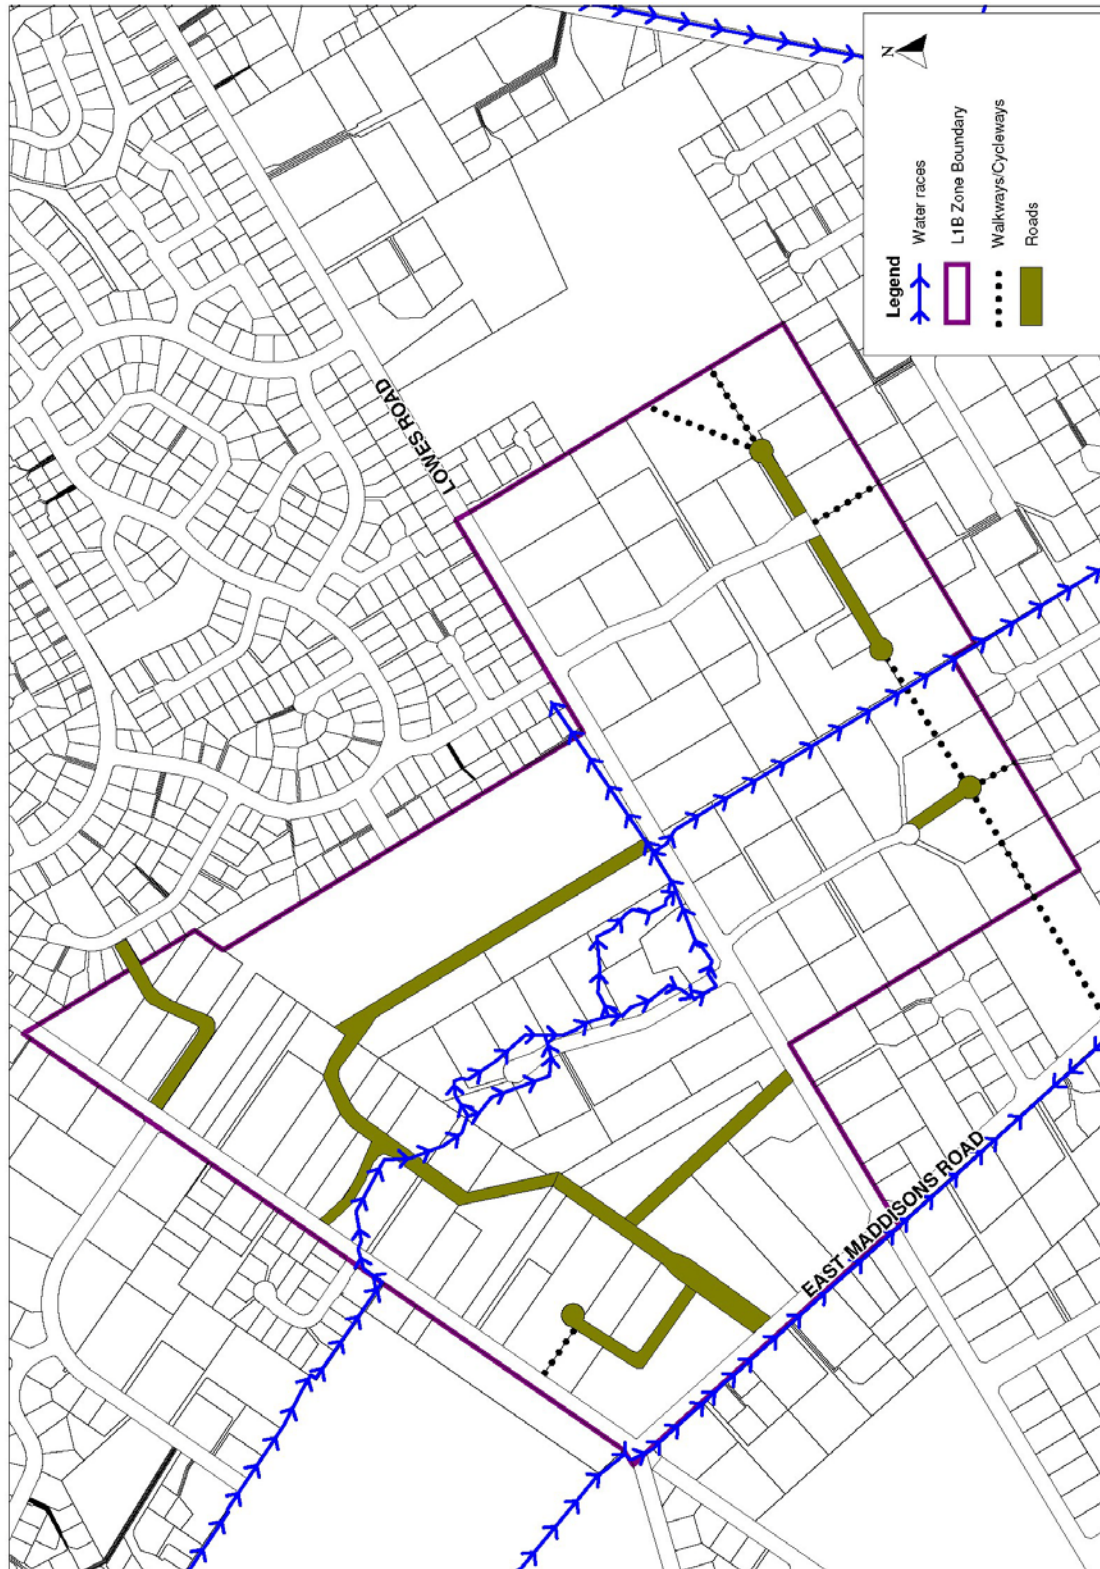 LOWES ROAD
EAST MADDISONS ROAD
N
Legend
Water races
L1B Zone Boundary
Walkways/Cycleways
Roads